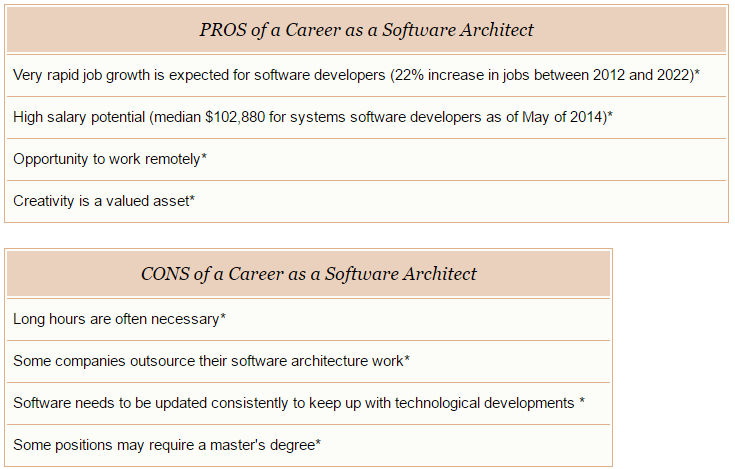 PROS of a Career as a Software Architect
Very rapid job growth is expected for software developers (22% increase in jobs between 2012 and 2022)*
High salary potential (median $102,880 for systems software developers as of May of 2014)*
Opportunity to work remotely*
Creativity is a valued asset*
CONS of a Career as a Software Architect
Long hours are often necessary*
Some companies outsource their software architecture work*
Software needs to be updated consistently to keep up with technological developments *
Some positions may require a master's degree*